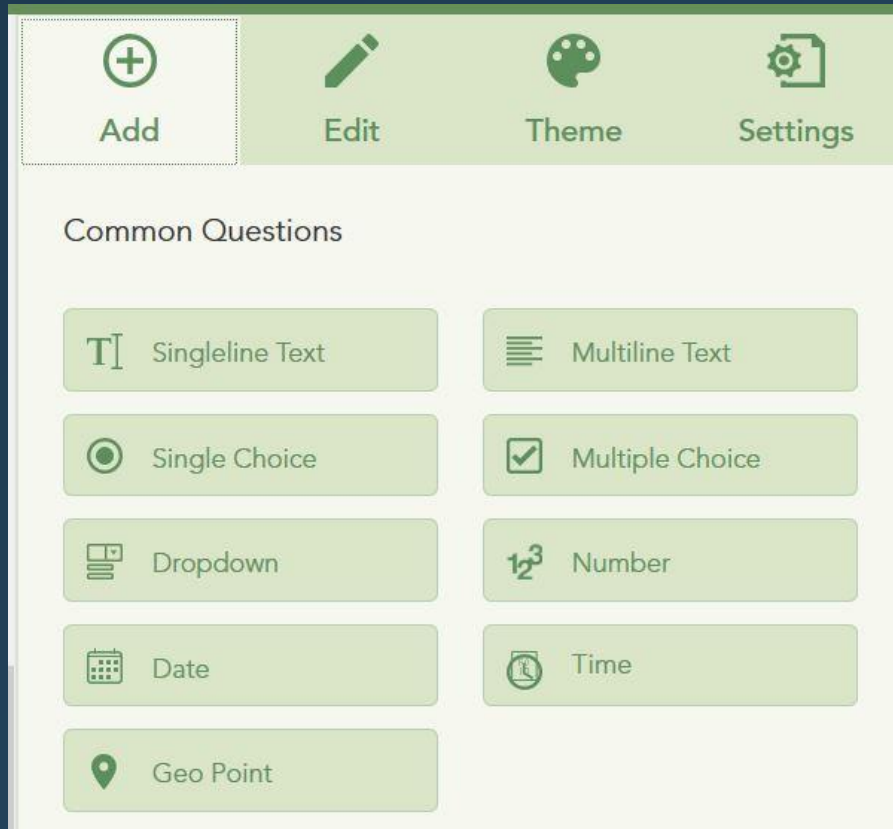 Add Edit Theme Settings
Common Questions
Singleline Text Multiline Text
Single Choice Multiple Choice
Dropdown Number
Date Time
Geo Point